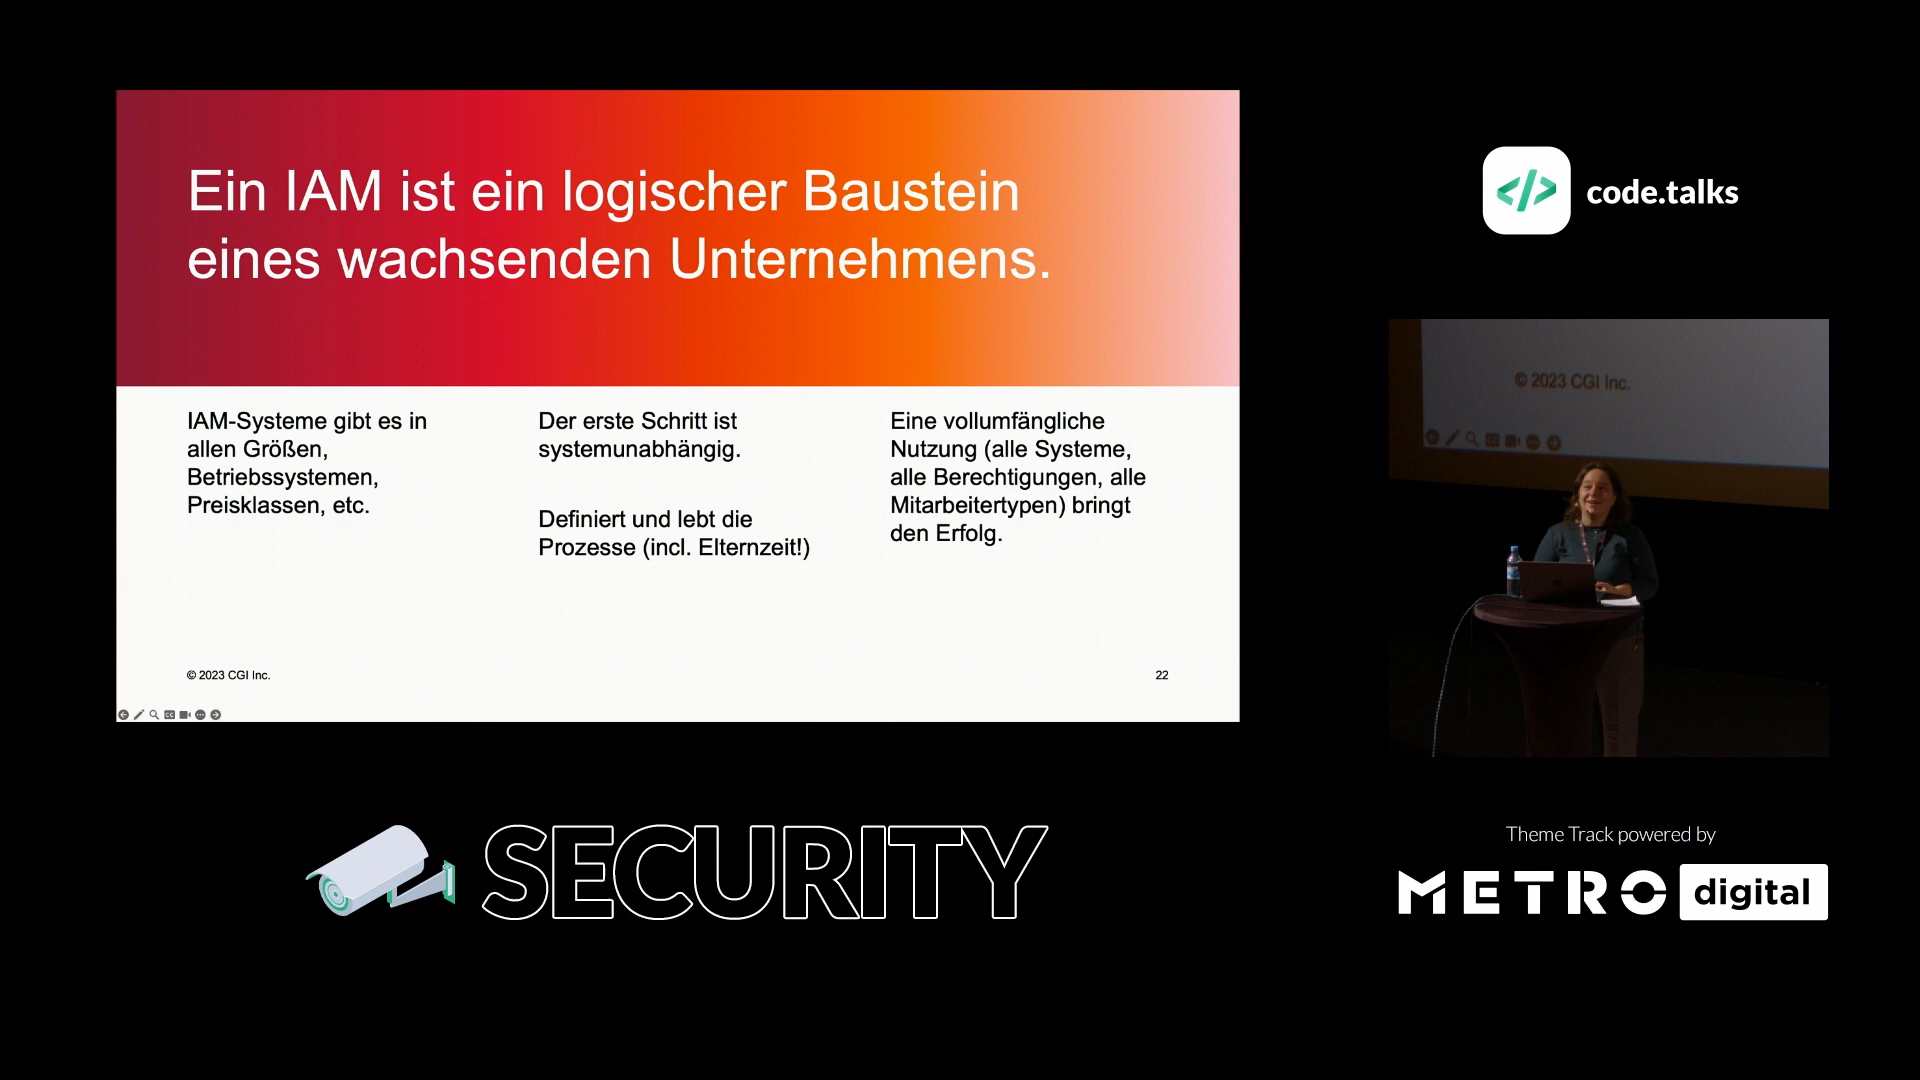 Ein IAM ist ein logischer Baustein
eines wachsenden Unternehmens.
IAM-Systeme gibt es in
allen Größen,
Betriebssystemen,
Preisklassen, etc.
Der erste Schritt ist
systemunabhängig.
Definiert und lebt die
Prozesse (incl. Elternzeit!)
Eine vollumfängliche
Nutzung (alle Systeme,
alle Berechtigungen, alle
Mitarbeitertypen) bringt
den Erfolg.
© 2023 CGI Inc.
22
</> code.talks
© 2023 CGI Inc.
SECURITY
Theme Track powered by
METRO digital